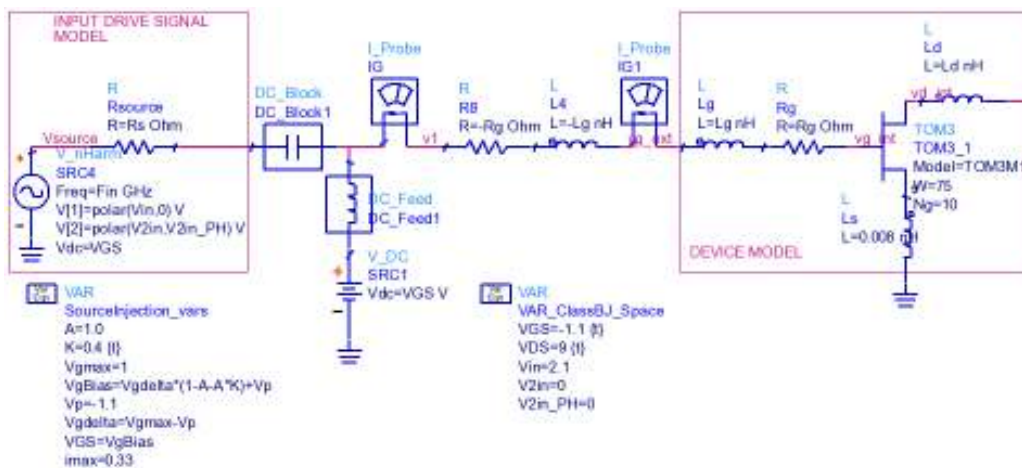 INPUT DRIVE SIGNAL
MODEL
R
Rsource
R=Rs Ohm
Vsource
V_nHarm
SRC4
Freq=Fin GHz
V[1]=polar(Vin,0) V
V[2]=polar(V2in,V2in_PH) V
Vdc=VGS
DC_Block
DC_Block1
I_Probe
IG
DC_Feed
DC_Feed1
V_DC
SRC1
Vdc=VGS V
v1
R
R8
R=-Rg Ohm
L
L4
L=-Lg nH
I_Probe
IG1
L
Lg
L=Lg nH
R
Rg
R=Rg Ohm
L
Ld
L=Ld nH
TOM3
TOM3_1
Model=TOM3M1
W=75
Ng=10
L
Ls
L=0.008 nH
DEVICE MODEL
VAR
SourceInjection_vars
A=1.0
K=0.4 {t}
Vgmax=1
VgBias=Vgdelta*(1-A-A*K)+Vp
Vp=-1.1
Vgdelta=Vgmax-Vp
VGS=VgBias
imax=0.33
VAR
VAR_ClassBJ_Space
VGS=-1.1 {t}
VDS=9 {t}
Vin=2.1
V2in=0
V2in_PH=0